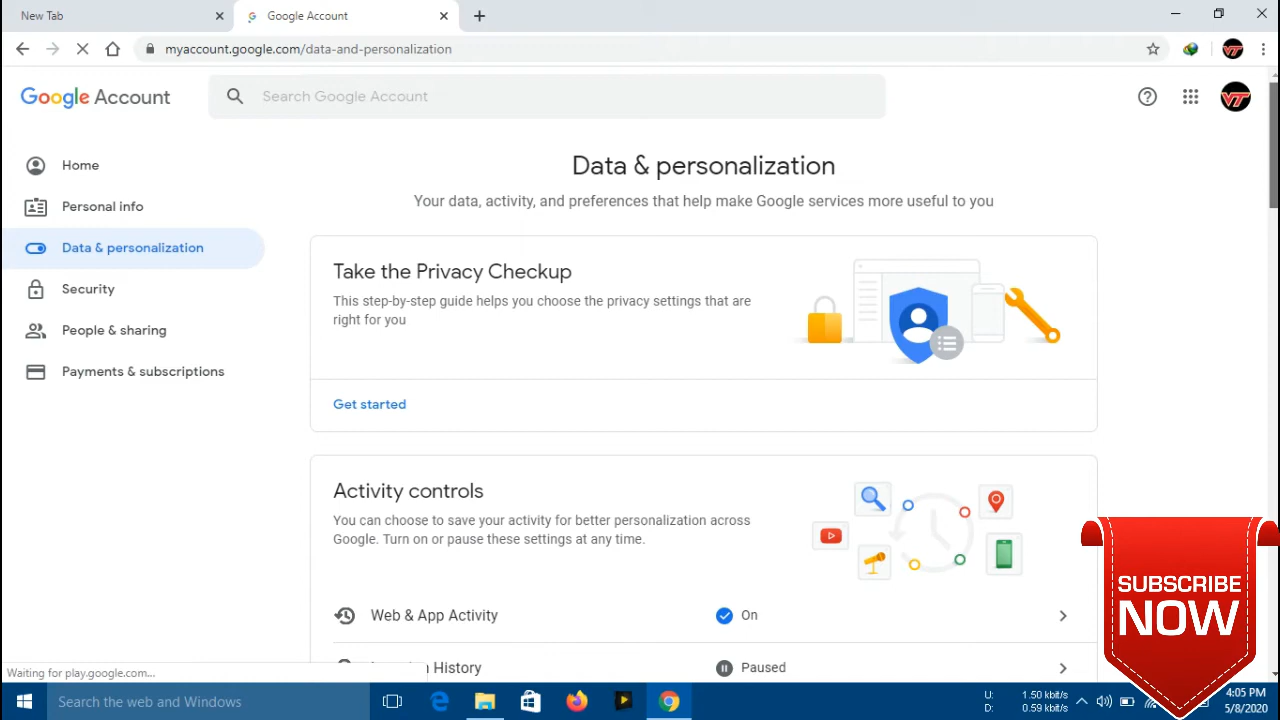 New Tab
Google Account
myaccount.google.com/data-and-personalization
VT
Google Account
Search Google Account
VT
Home
Personal info
Data & personalization
Security
People & sharing
Payments & subscriptions
Data & personalization
Your data, activity, and preferences that help make Google services more useful to you
Take the Privacy Checkup
This step-by-step guide helps you choose the privacy settings that are
right for you
Get started
Activity controls
You can choose to save your activity for better personalization across
Google. Turn on or pause these settings at any time.
Web & App Activity
On
History
Paused
SUBSCRIBE
NOW
Waiting for play.google.com...
Search the web and Windows
U: 1.50 kbit/s
D: 0.59 kbit/s
4:05 PM
5/8/2020